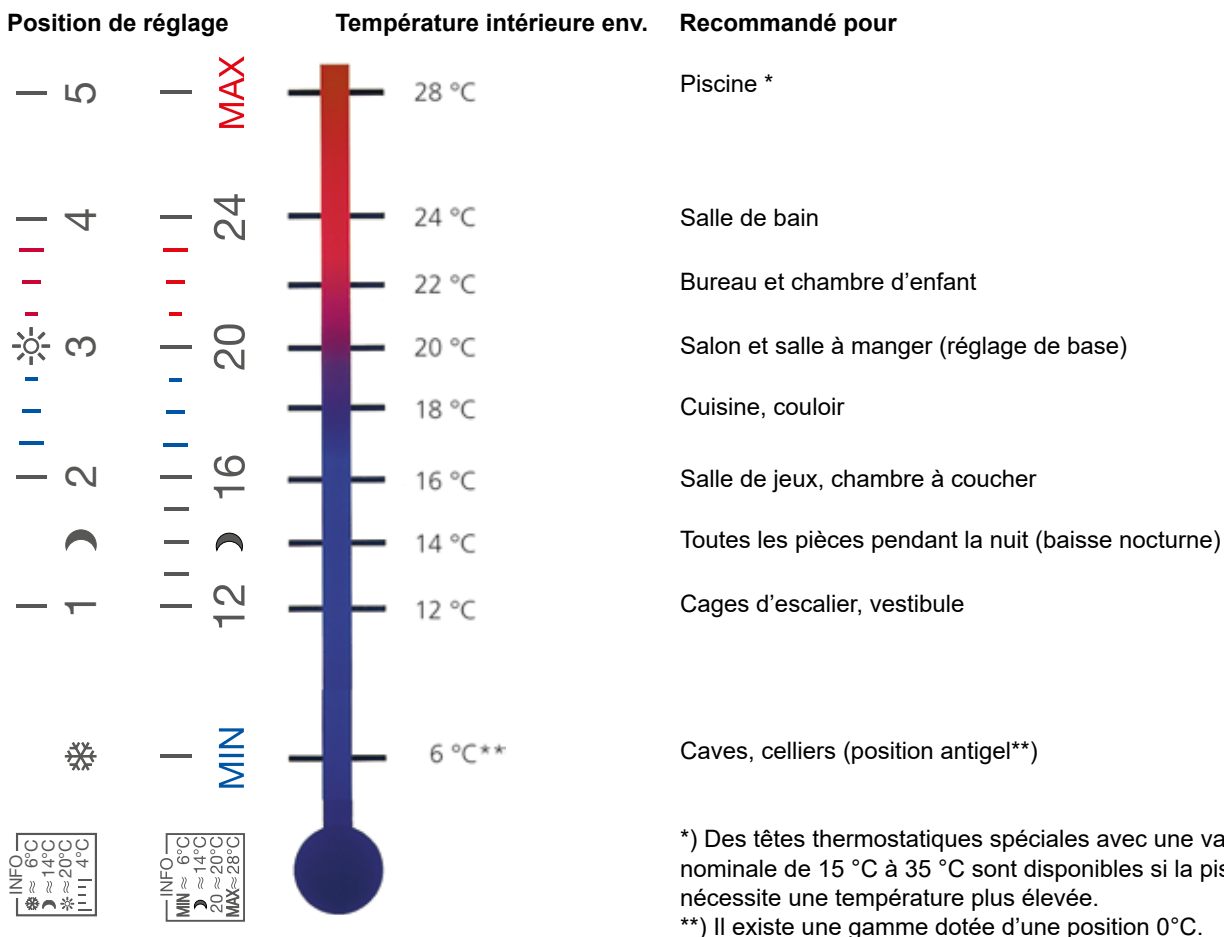 Position de réglage Température intérieure env. Recommandé pour
5 MAX 28 °C Piscine *
4 24 24 °C Salle de bain
22 °C Bureau et chambre d’enfant
3 20 20 °C Salon et salle à manger (réglage de base)
18 °C Cuisine, couloir
2 16 16 °C Salle de jeux, chambre à coucher
14 °C Toutes les pièces pendant la nuit (baisse nocturne)
1 12 12 °C Cages d’escalier, vestibule
MIN 6 °C** Caves, celliers (position antigel**)
INFO
❄ ≈ 6°C
☽ ≈ 14°C
☼ ≈ 20°C
4°C
INFO
MIN ≈ 6°C
☽ ≈ 14°C
20 ≈ 20°C
MAX ≈ 28°C
*) Des têtes thermostatiques spéciales avec une va
nominale de 15 °C à 35 °C sont disponibles si la pis
nécessite une température plus élevée.
**) Il existe une gamme dotée d’une position 0°C.